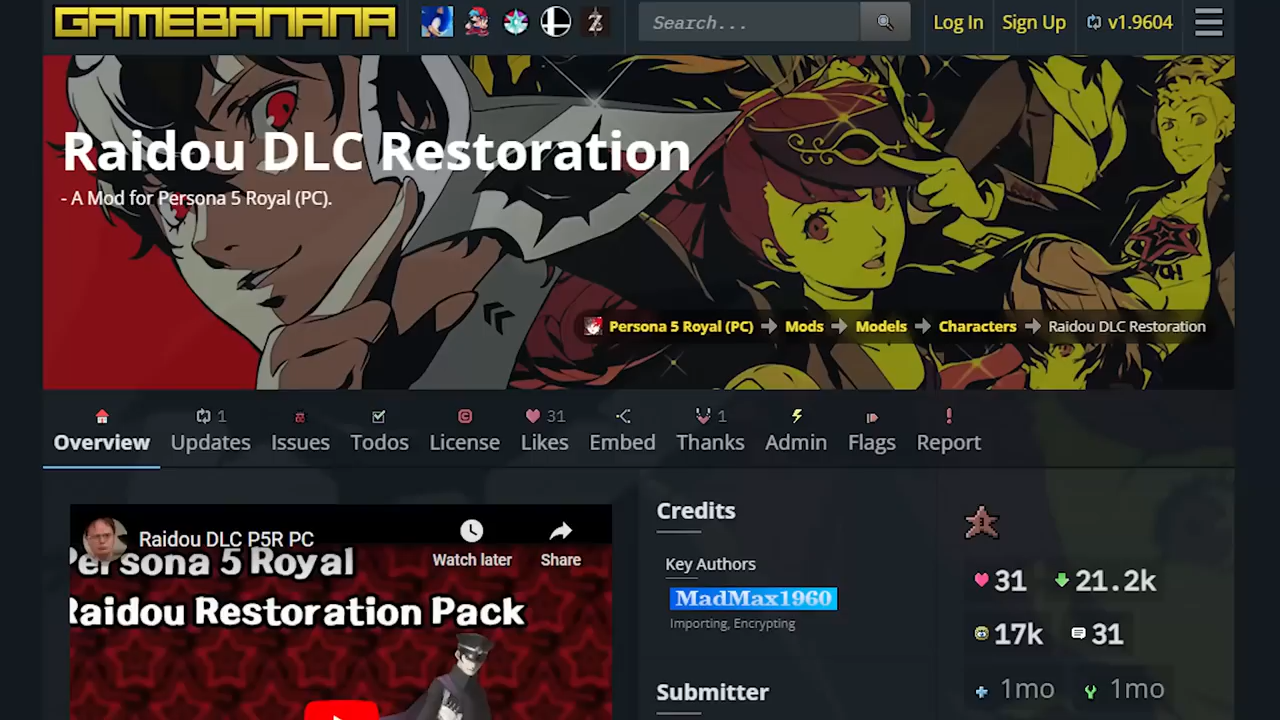 GAMEBANANA
Search...
Log In
Sign Up
v1.9604
Raidou DLC Restoration
- A Mod for Persona 5 Royal (PC).
Persona 5 Royal (PC)
Mods
Models
Characters
Raidou DLC Restoration
1
31
1
Overview
Updates
Issues
Todos
License
Likes
Embed
Thanks
Admin
Flags
Report
Raidou DLC P5R PC
Watch later
Share
Persona 5 Royal
Raidou Restoration Pack
Credits
Key Authors
MadMax1960
Importing, Encrypting
Submitter
31
21.2k
17k
31
1mo
1mo